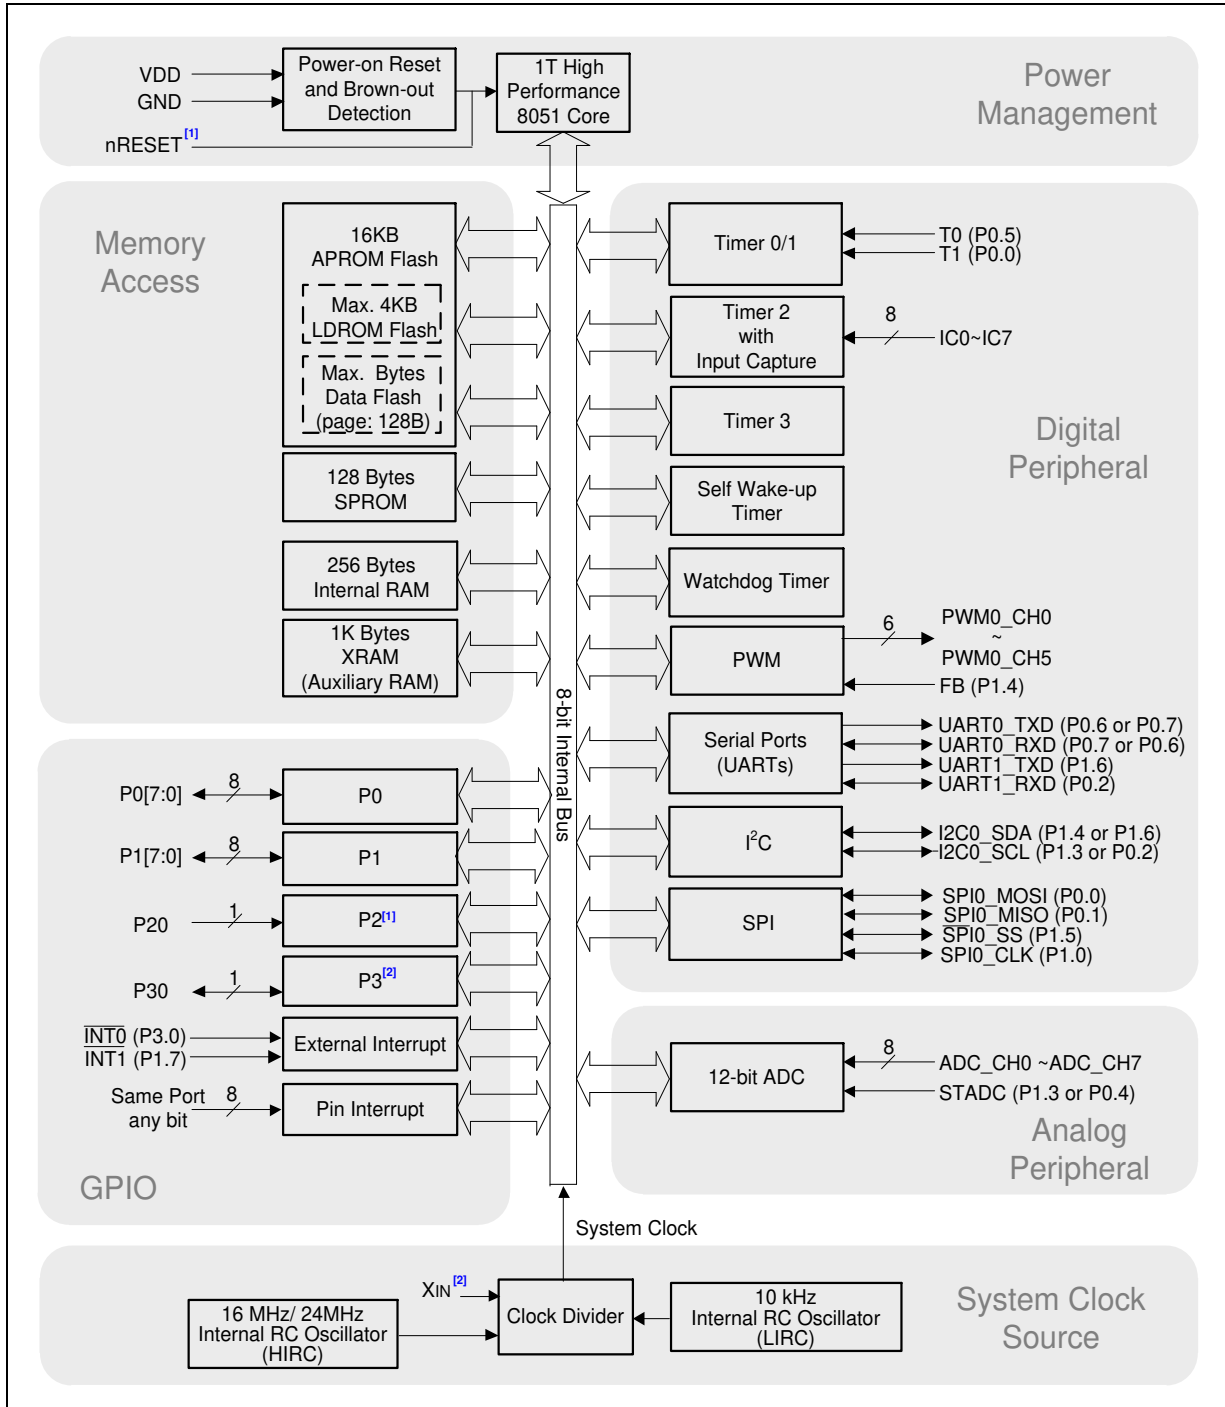 VDD
GND
nRESET[1]
Power-on Reset
and Brown-out
Detection
1T High
Performance
8051 Core
Power
Management
Memory
Access
16KB
APROM Flash
Max. 4KB
LDROM Flash
Max. Bytes
Data Flash
(page: 128B)
128 Bytes
SPROM
256 Bytes
Internal RAM
1K Bytes
XRAM
(Auxiliary RAM)
8-bit Internal Bus
Timer 0/1
T0 (P0.5)
T1 (P0.0)
Timer 2
with
Input Capture
8
IC0~IC7
Timer 3
Digital
Peripheral
Self Wake-up
Timer
Watchdog Timer
PWM
6
PWM0_CH0
~
PWM0_CH5
FB (P1.4)
Serial Ports
(UARTs)
UART0_TXD (P0.6 or P0.7)
UART0_RXD (P0.7 or P0.6)
UART1_TXD (P1.6)
UART1_RXD (P0.2)
I²C
I2C0_SDA (P1.4 or P1.6)
I2C0_SCL (P1.3 or P0.2)
SPI
SPI0_MOSI (P0.0)
SPI0_MISO (P0.1)
SPI0_SS (P1.5)
SPI0_CLK (P1.0)
P0[7:0]
8
P0
P1[7:0]
8
P1
P20
1
P2[1]
P30
1
P3[2]
INT0 (P3.0)
INT1 (P1.7)
External Interrupt
Same Port
any bit
8
Pin Interrupt
GPIO
12-bit ADC
8
ADC_CH0 ~ADC_CH7
STADC (P1.3 or P0.4)
Analog
Peripheral
System Clock
XIN[2]
16 MHz/ 24MHz
Internal RC Oscillator
(HIRC)
Clock Divider
10 kHz
Internal RC Oscillator
(LIRC)
System Clock
Source